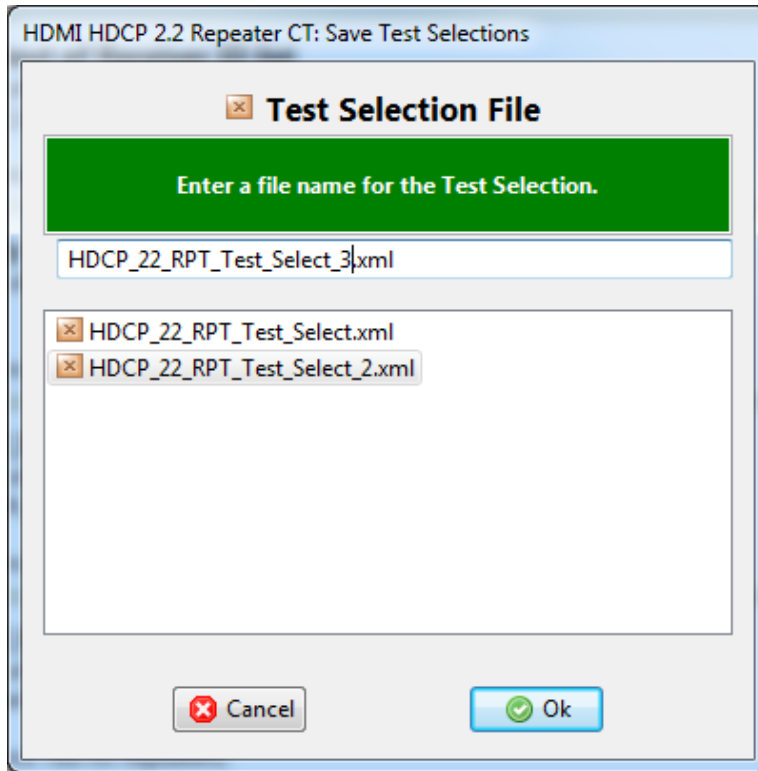 HDMI HDCP 2.2 Repeater CT: Save Test Selections
Test Selection File
Enter a file name for the Test Selection.
HDCP_22_RPT_Test_Select_3.xml
HDCP_22_RPT_Test_Select.xml
HDCP_22_RPT_Test_Select_2.xml
Cancel
Ok